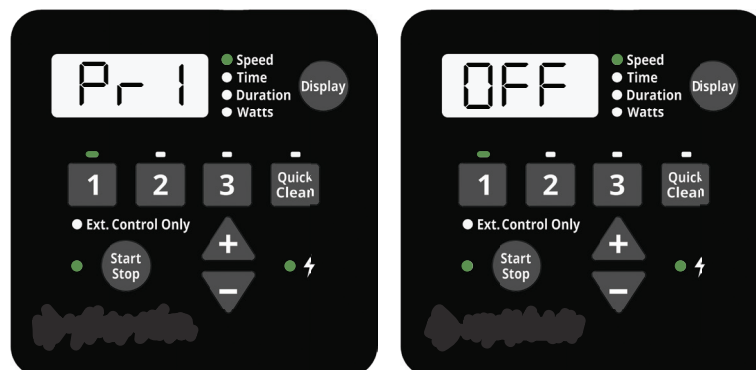 Pr 1
Speed
Time
Duration
Watts
Display
1
2
3
Quick
Clean
Ext. Control Only
Start
Stop
+
−
OFF
Speed
Time
Duration
Watts
Display
1
2
3
Quick
Clean
Ext. Control Only
Start
Stop
+
−